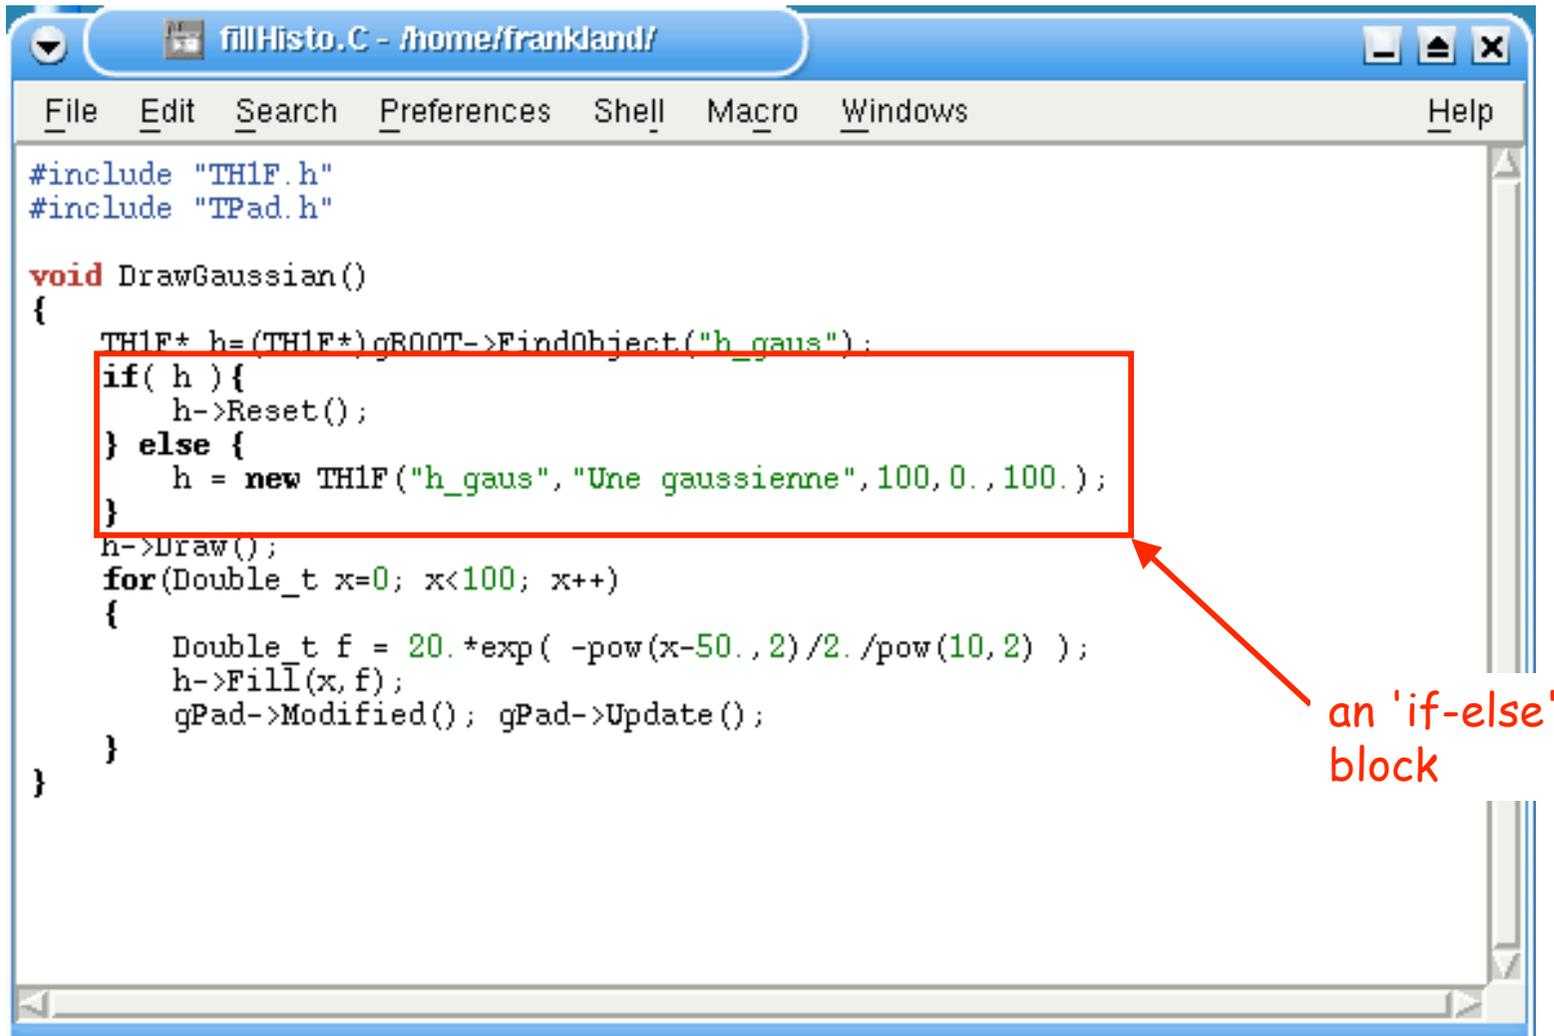 fillHisto.C - /home/frankland/
File Edit Search Preferences Shell Macro Windows Help
#include "TH1F.h"
#include "TPad.h"
void DrawGaussian()
{
TH1F* h=(TH1F*)gROOT->FindObject("h_gaus");
if( h ){
h->Reset();
} else {
h = new TH1F("h_gaus","Une gaussienne",100,0.,100.);
}
h->Draw();
for(Double_t x=0; x<100; x++)
{
Double_t f = 20.*exp( -pow(x-50.,2)/2./pow(10,2) );
h->Fill(x,f);
gPad->Modified(); gPad->Update();
}
}
an 'if-else'
block